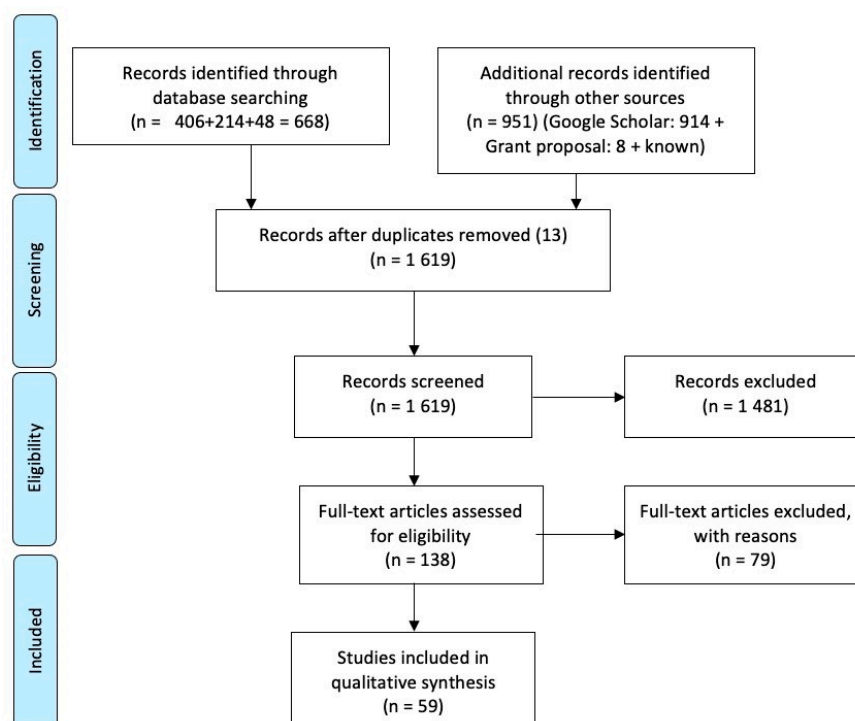 Identification
Records identified through
database searching
(n =   406+214+48 = 668)
Additional records identified
through other sources
(n = 951) (Google Scholar: 914 +
Grant proposal: 8 + known)
Screening
Records after duplicates removed (13)
(n = 1 619)
Records screened
(n = 1 619)
Records excluded
(n = 1 481)
Eligibility
Full-text articles assessed
for eligibility
(n = 138)
Full-text articles excluded,
with reasons
(n = 79)
Included
Studies included in
qualitative synthesis
(n = 59)